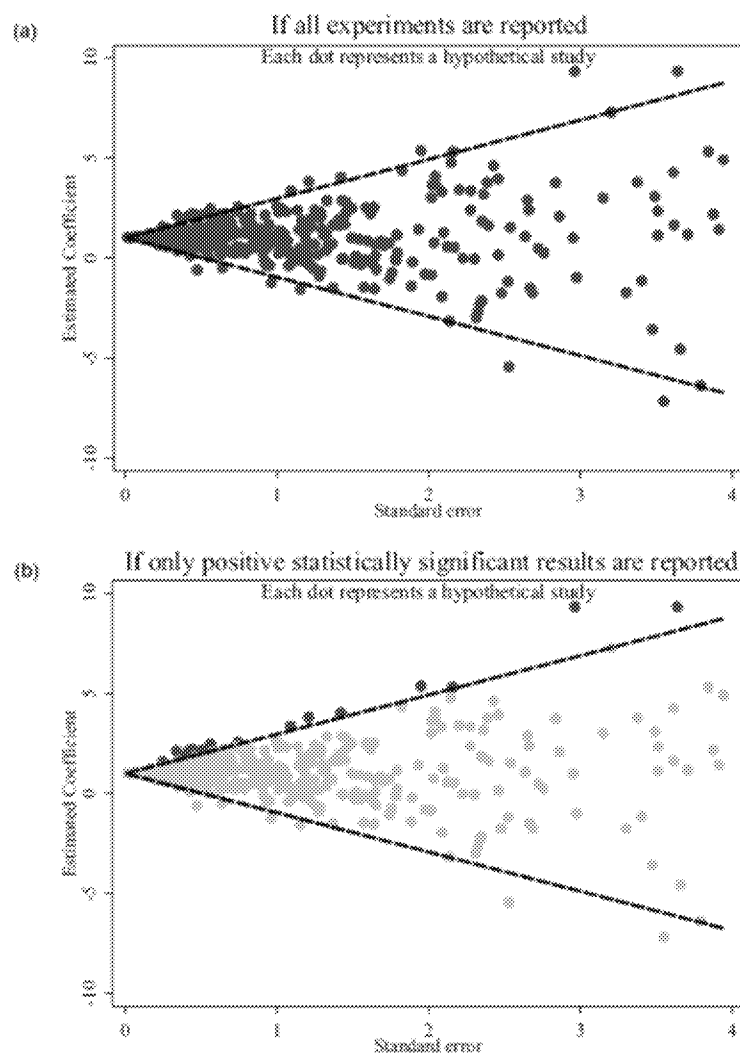 (a)
If all experiments are reported
Each dot represents a hypothetical study
10
5
0
-5
-10
Estimated Coefficient
0 1 2 3 4
Standard error
(b)
If only positive statistically significant results are reported
Each dot represents a hypothetical study
10
5
0
-5
-10
Estimated Coefficient
0 1 2 3 4
Standard error